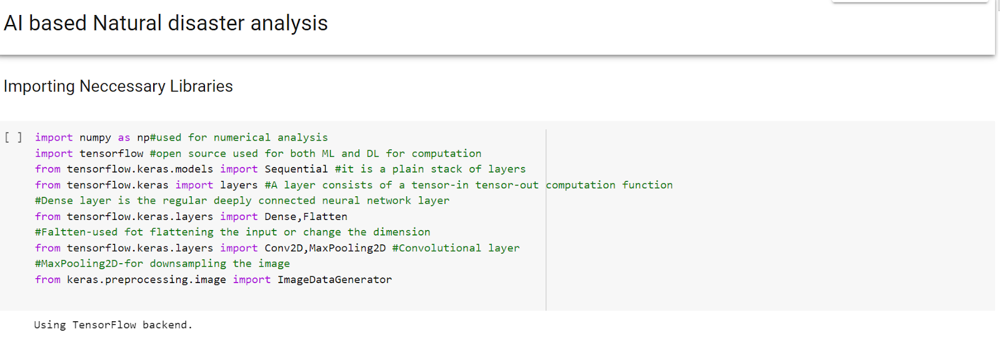 AI based Natural disaster analysis
Importing Neccessary Libraries
[ ] import numpy as np#used for numerical analysis
import tensorflow #open source used for both ML and DL for computation
from tensorflow.keras.models import Sequential #it is a plain stack of layers
from tensorflow.keras import layers #A layer consists of a tensor-in tensor-out computation function
#Dense layer is the regular deeply connected neural network layer
from tensorflow.keras.layers import Dense,Flatten
#Faltten-used fot flattening the input or change the dimension
from tensorflow.keras.layers import Conv2D,MaxPooling2D #Convolutional layer
#MaxPooling2D-for downsampling the image
from keras.preprocessing.image import ImageDataGenerator
Using TensorFlow backend.